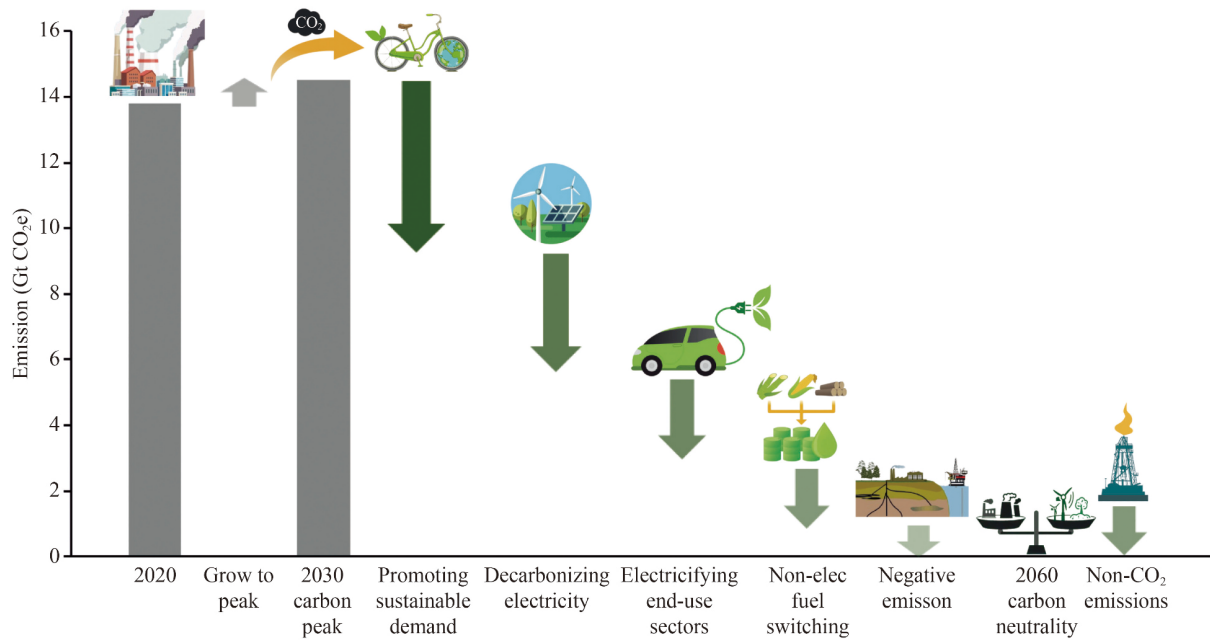 Emission (Gt CO₂e)
16
14
12
10
8
6
4
2
0
CO₂
2020
Grow to
peak
2030
carbon
peak
Promoting
sustainable
demand
Decarbonizing
electricity
Electricifying
end-use
sectors
Non-elec
fuel
switching
Negative
emisson
2060
carbon
neutrality
Non-CO₂
emissions